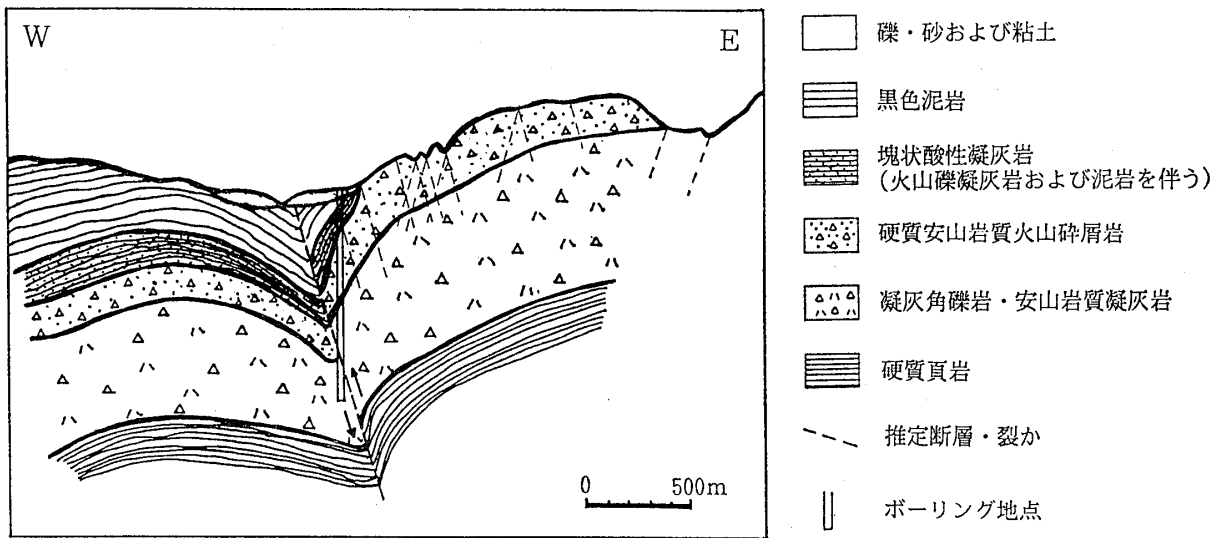 W
E
0
500m
礫・砂および粘土
黒色泥岩
塊状酸性凝灰岩
(火山礫凝灰岩および泥岩を伴う)
硬質安山岩質火山砕屑岩
凝灰角礫岩・安山岩質凝灰岩
硬質頁岩
推定断層・裂か
ボーリング地点